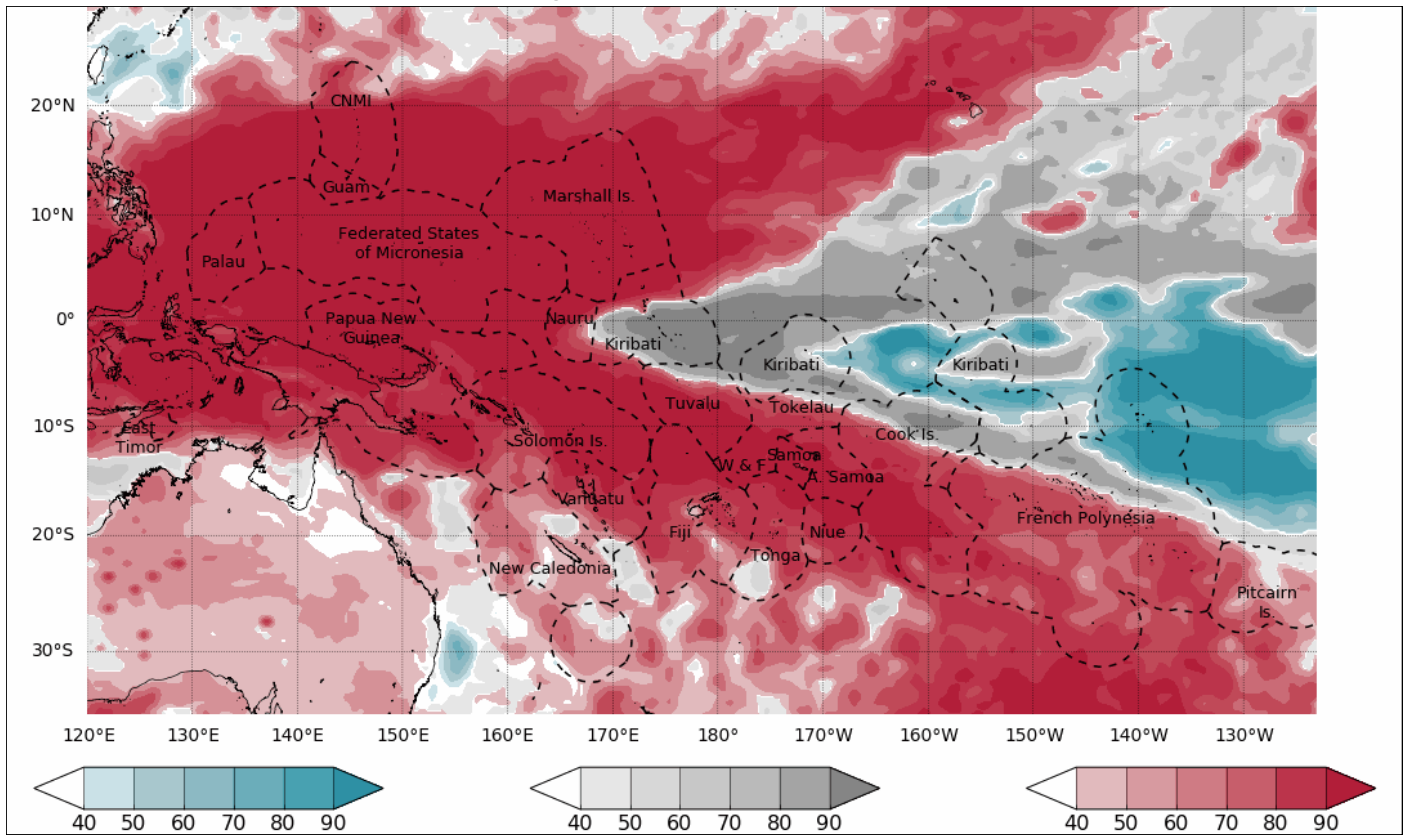 20°N
CNMI
Guam
Marshall Is.
10°N
Federated States
of Micronesia
Palau
0°
Papua New
Guinea
Nauru
Kiribati
Kiribati
Kiribati
Tuvalu
Tokelau
10°S
East
Timor
Solomon Is.
Cook Is.
W & F
Samoa
A. Samoa
Vanuatu
French Polynesia
20°S
Fiji
Niue
Tonga
New Caledonia
Pitcairn
Is.
30°S
120°E 130°E 140°E 150°E 160°E 170°E 180° 170°W 160°W 150°W 140°W 130°W
40 50 60 70 80 90
40 50 60 70 80 90
40 50 60 70 80 90